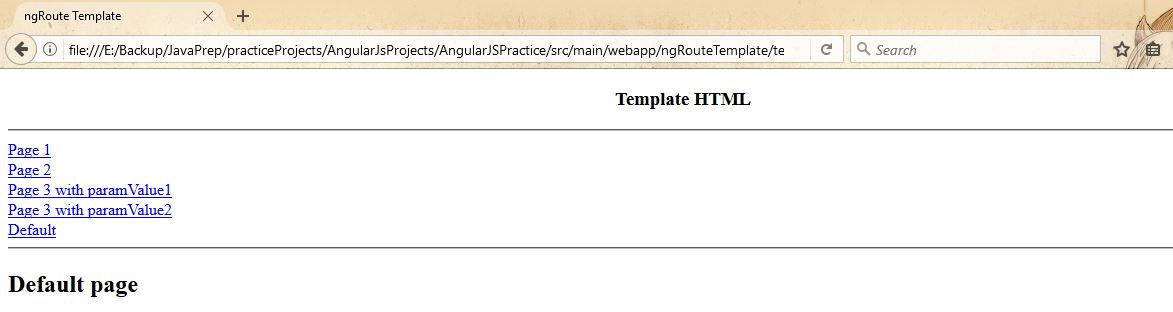 ngRoute Template
file:///E:/Backup/JavaPrep/practiceProjects/AngularJsProjects/AngularJSPractice/src/main/webapp/ngRouteTemplate/te
Search
Template HTML
Page 1
Page 2
Page 3 with paramValue1
Page 3 with paramValue2
Default
Default page